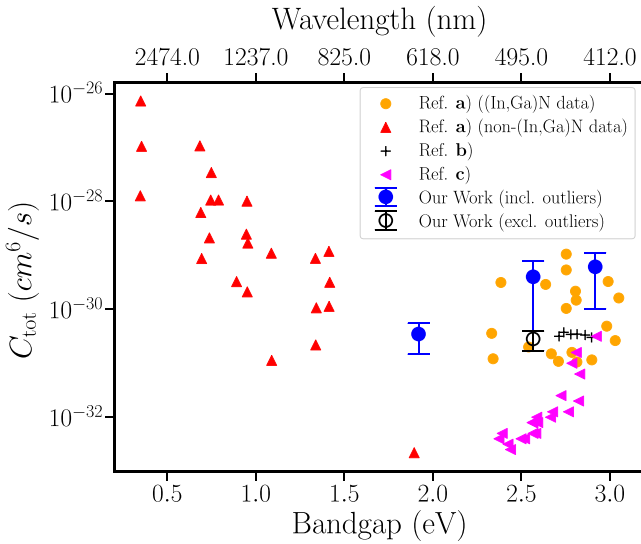 Wavelength (nm)
2474.0 1237.0 825.0 618.0 495.0 412.0
10⁻²⁶
10⁻²⁸
10⁻³⁰
10⁻³²
C_tot (cm⁶/s)
Ref. a) ((In,Ga)N data)
Ref. a) (non-(In,Ga)N data)
Ref. b)
Ref. c)
Our Work (incl. outliers)
Our Work (excl. outliers)
0.5 1.0 1.5 2.0 2.5 3.0
Bandgap (eV)